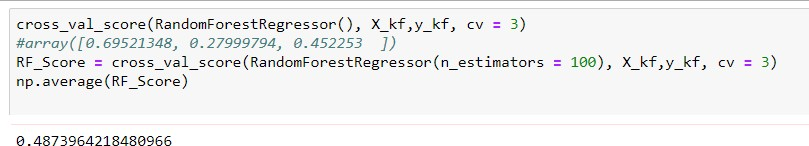 cross_val_score(RandomForestRegressor(), X_kf,y_kf, cv = 3)
#array([0.69521348, 0.27999794, 0.452253  ])
RF_Score = cross_val_score(RandomForestRegressor(n_estimators = 100), X_kf,y_kf, cv = 3)
np.average(RF_Score)
0.4873964218480966